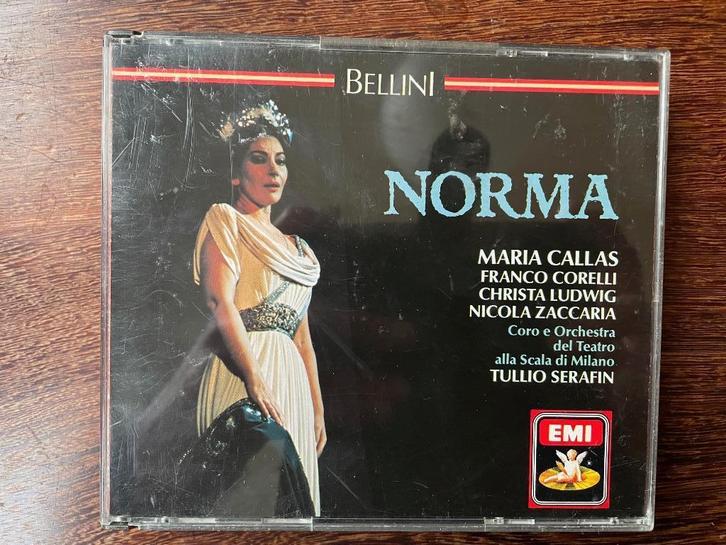 BELLINI
NORMA
MARIA CALLAS
FRANCO CORELLI
CHRISTA LUDWIG
NICOLA ZACCARIA
Coro e Orchestra
del Teatro
alla Scala di Milano
TULLIO SERAFIN
EMI